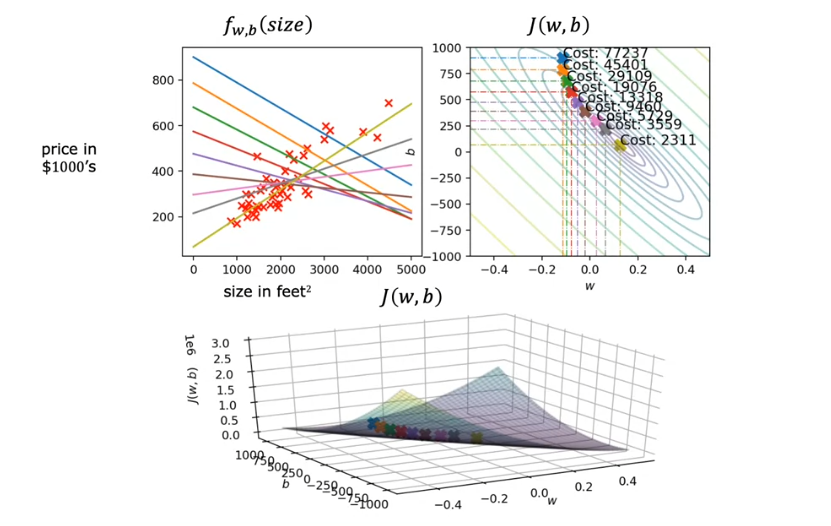 f_{w,b}(size)
J(w,b)
price in
$1000's
800
600
400
200
0
1000
2000
3000
4000
5000
size in feet²
1000
750
500
250
0
−250
−500
−750
−1000
b
−0.4
−0.2
0.0
0.2
0.4
w
Cost: 77237
Cost: 45401
Cost: 29109
Cost: 19076
Cost: 13318
Cost: 9460
Cost: 5729
Cost: 3559
Cost: 2311
J(w,b)
1e6
J(w, b)
3.0
2.5
2.0
1.5
1.0
0.5
0.0
1000
750
500
250
0
−250
−500
−750
−1000
b
−0.4
−0.2
0.0
0.2
0.4
w